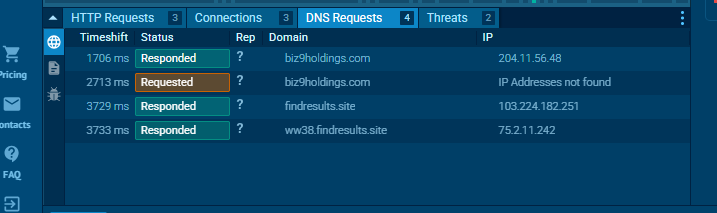 HTTP Requests 3 Connections 3 DNS Requests 4 Threats 2
Timeshift Status Rep Domain IP
1706 ms Responded ? biz9holdings.com 204.11.56.48
2713 ms Requested ? biz9holdings.com IP Addresses not found
3729 ms Responded ? findresults.site 103.224.182.251
3733 ms Responded ? ww38.findresults.site 75.2.11.242
Pricing
ontacts
FAQ